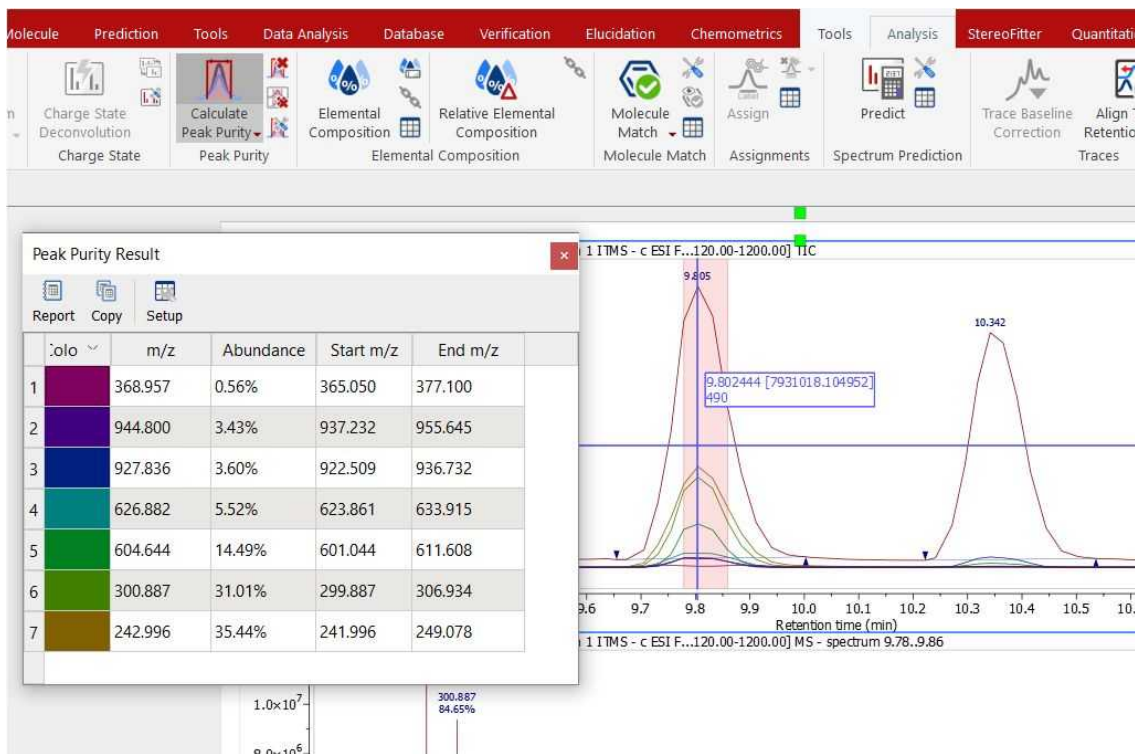 Molecule Prediction Tools Data Analysis Database Verification Elucidation Chemometrics Tools Analysis StereoFitter Quantitati
Charge State
Deconvolution
Calculate
Peak Purity
Elemental
Composition
Relative Elemental
Composition
Molecule
Match
Assign
Predict
Trace Baseline
Correction
Align T
Retentio
Charge State Peak Purity Elemental Composition Molecule Match Assignments Spectrum Prediction Traces
Peak Purity Result
Report Copy Setup
Colo m/z Abundance Start m/z End m/z
1 368.957 0.56% 365.050 377.100
2 944.800 3.43% 937.232 955.645
3 927.836 3.60% 922.509 936.732
4 626.882 5.52% 623.861 633.915
5 604.644 14.49% 601.044 611.608
6 300.887 31.01% 299.887 306.934
7 242.996 35.44% 241.996 249.078
1 ITMS - c ESI F...120.00-1200.00] TIC
9.805
10.342
9.802444 [7931018.104952]
490
9.6 9.7 9.8 9.9 10.0 10.1 10.2 10.3 10.4 10.5 10.
Retention time (min)
1 ITMS - c ESI F...120.00-1200.00] MS - spectrum 9.78..9.86
300.887
84.65%
1.0×10⁷
8.0×10⁶